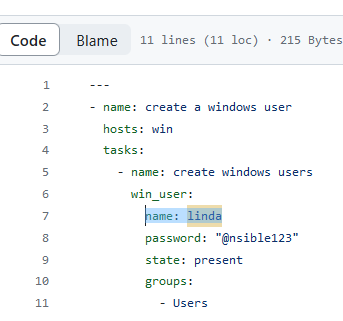 Code Blame 11 lines (11 loc) · 215 Bytes
1 ---
2 - name: create a windows user
3   hosts: win
4   tasks:
5     - name: create windows users
6       win_user:
7         name: linda
8         password: "@nsible123"
9         state: present
10         groups:
11           - Users